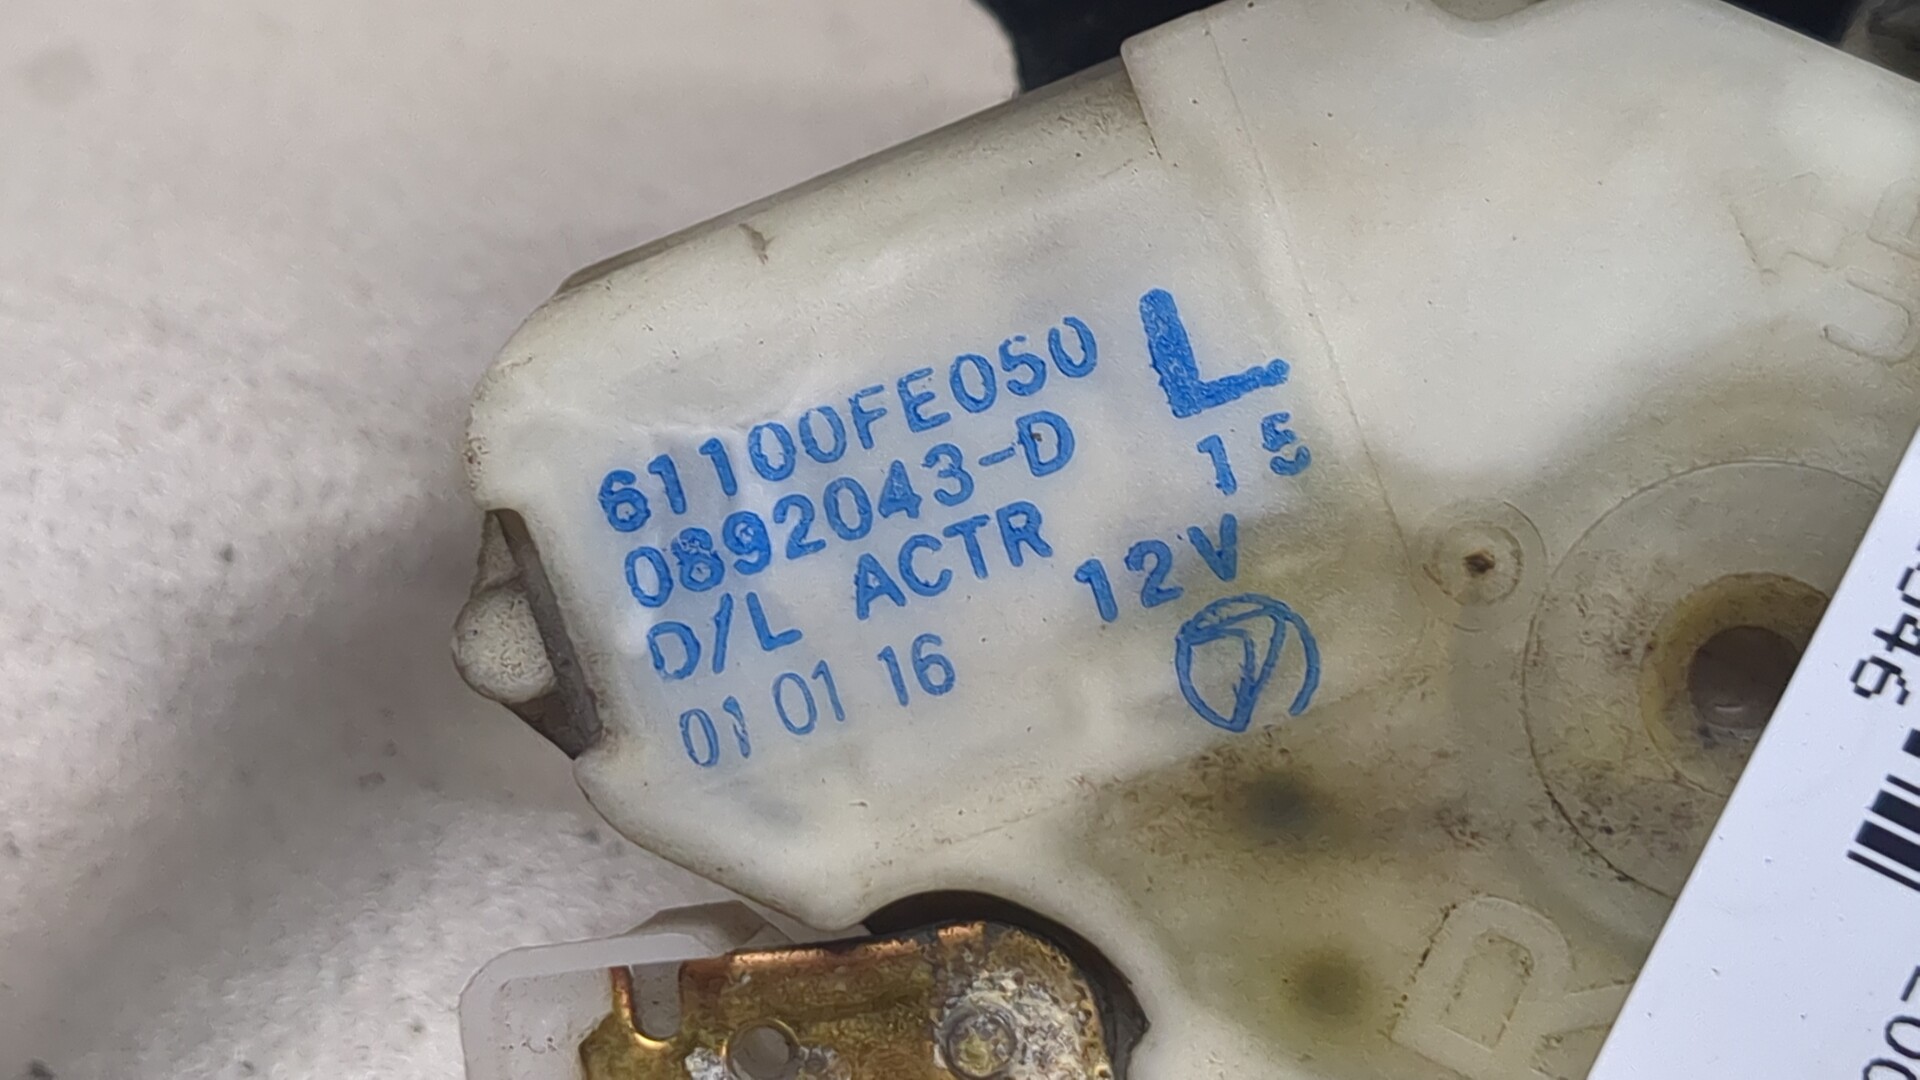 61100FE050 L
0892043-D 15
D/L ACTR 12V
01 01 16
R